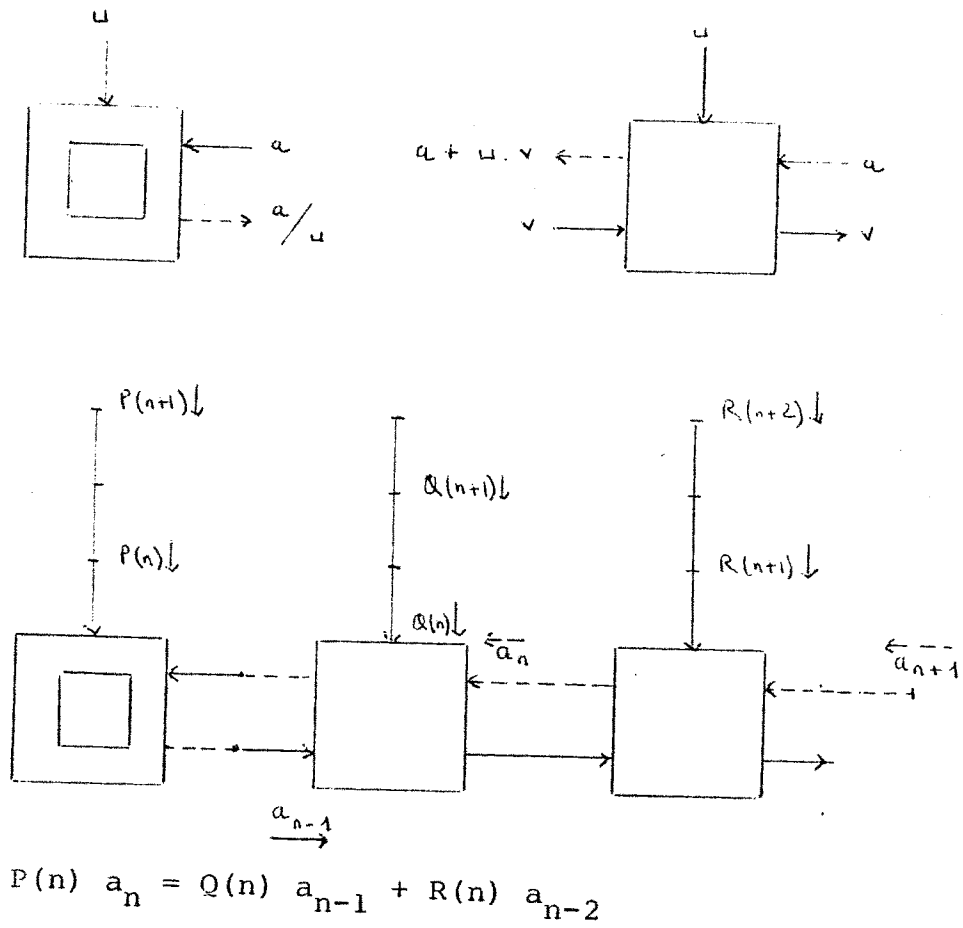 u
u
a
a/u
a + u.v
a
v
v
P(n+1)↓
R(n+2)↓
Q(n+1)↓
P(n)↓
R(n+1)↓
Q(n)↓
a_n
a_{n+1}
a_{n-1}
P(n) a_n = Q(n) a_{n-1} + R(n) a_{n-2}